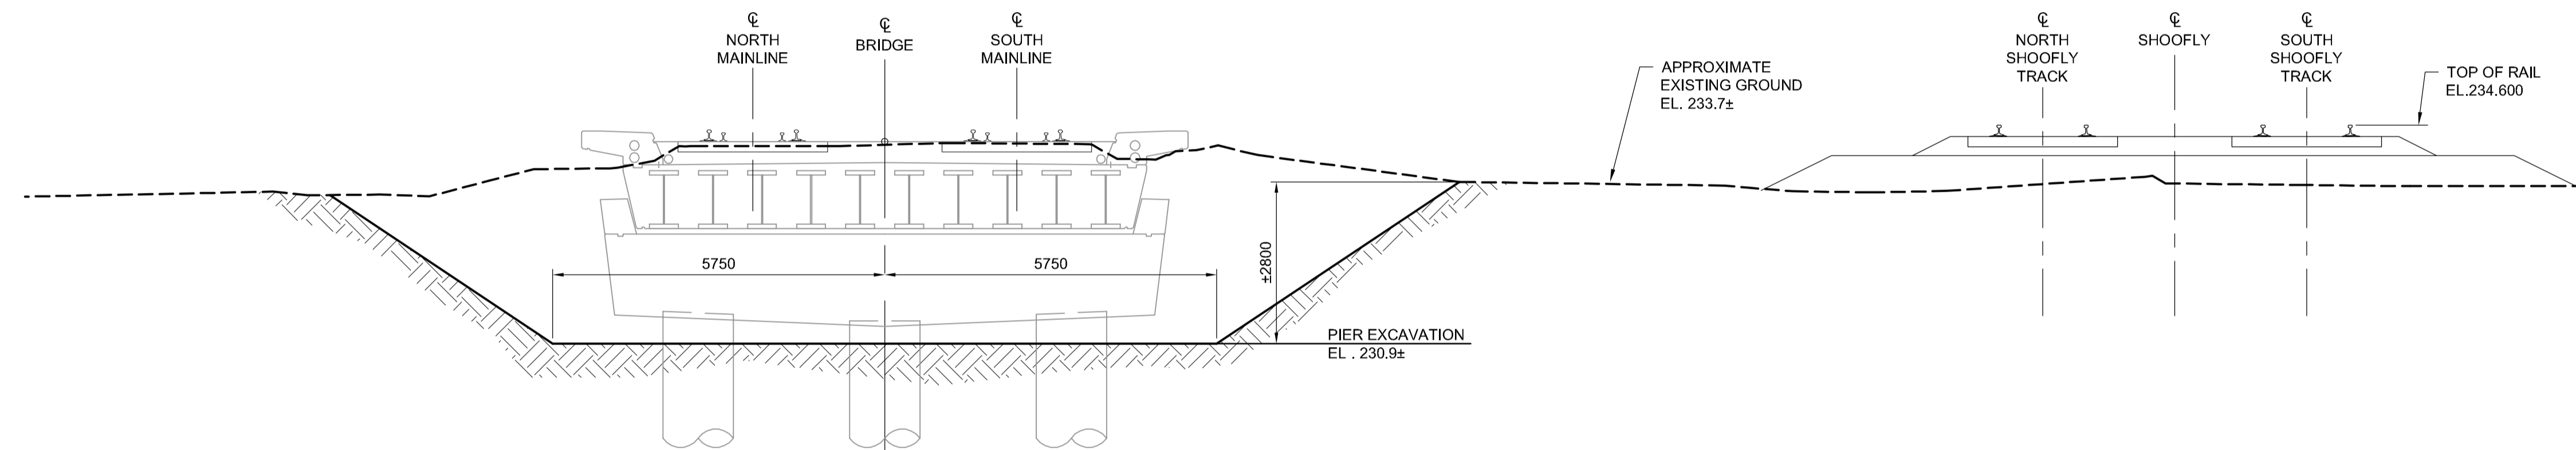 ℄
NORTH
MAINLINE
℄
BRIDGE
℄
SOUTH
MAINLINE
APPROXIMATE
EXISTING GROUND
EL. 233.7±
℄
NORTH
SHOOFLY
TRACK
℄
SHOOFLY
℄
SOUTH
SHOOFLY
TRACK
TOP OF RAIL
EL.234.600
5750
5750
±2800
PIER EXCAVATION
EL . 230.9±